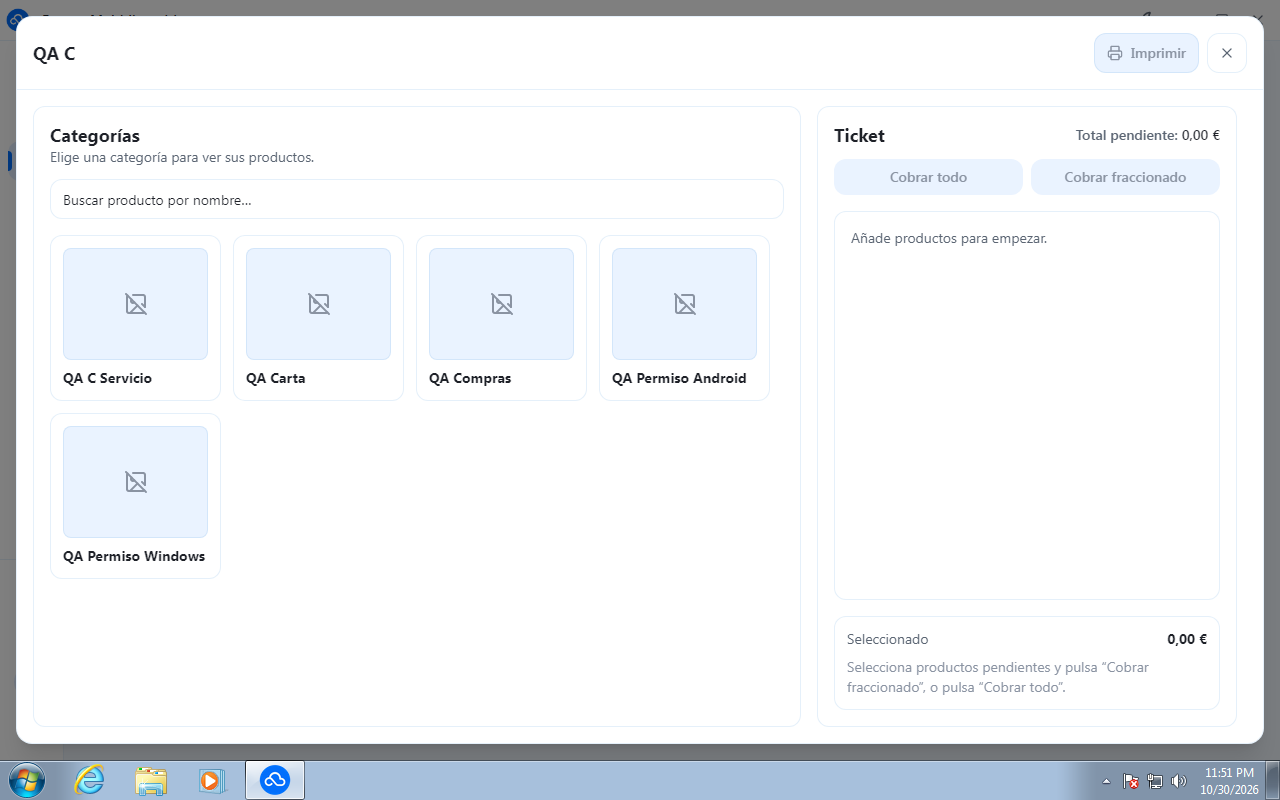 QA C
Imprimir
Categorías
Elige una categoría para ver sus productos.
Buscar producto por nombre...
QA C Servicio
QA Carta
QA Compras
QA Permiso Android
QA Permiso Windows
Ticket
Total pendiente: 0,00 €
Cobrar todo
Cobrar fraccionado
Añade productos para empezar.
Seleccionado
0,00 €
Selecciona productos pendientes y pulsa “Cobrar
fraccionado”, o pulsa “Cobrar todo”.
11:51 PM
10/30/2026